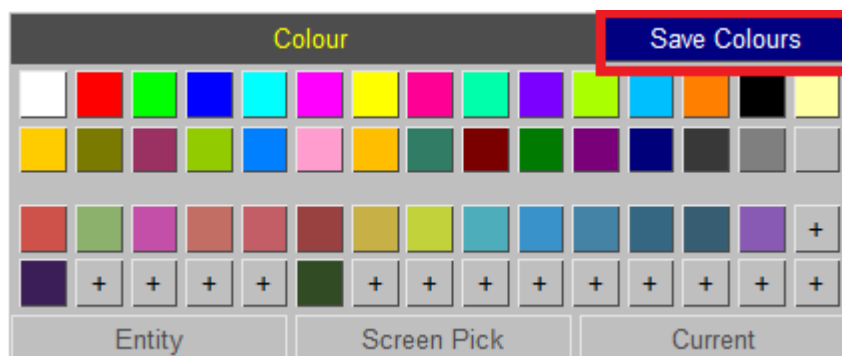 Colour Save Colours
+
+ + + + + + + + + + + + +
Entity Screen Pick Current